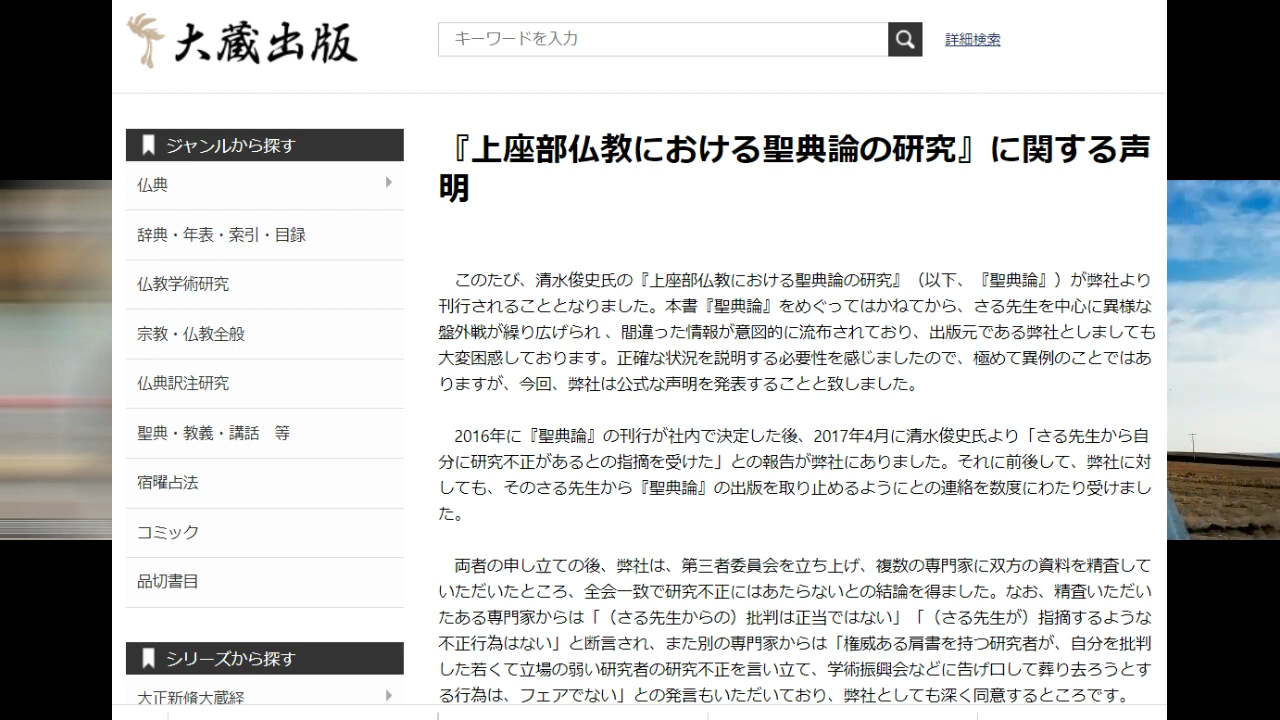 大蔵出版
キーワードを入力
詳細検索
ジャンルから探す
仏典
辞典・年表・索引・目録
仏教学術研究
宗教・仏教全般
仏典訳注研究
聖典・教義・講話　等
宿曜占法
コミック
品切書目
シリーズから探す
大正新脩大蔵経
『上座部仏教における聖典論の研究』に関する声
明
このたび、清水俊史氏の『上座部仏教における聖典論の研究』（以下、『聖典論』）が弊社より
刊行されることとなりました。本書『聖典論』をめぐってはかねてから、さる先生を中心に異様な
盤外戦が繰り広げられ、間違った情報が意図的に流布されており、出版元である弊社としましても
大変困惑しております。正確な状況を説明する必要性を感じましたので、極めて異例のことではあ
りますが、今回、弊社は公式な声明を発表することと致しました。
2016年に『聖典論』の刊行が社内で決定した後、2017年4月に清水俊史氏より「さる先生から自
分に研究不正があるとの指摘を受けた」との報告が弊社にありました。それに前後して、弊社に対
しても、そのさる先生から『聖典論』の出版を取り止めるようにとの連絡を数度にわたり受けまし
た。
両者の申し立ての後、弊社は、第三者委員会を立ち上げ、複数の専門家に双方の資料を精査して
いただいたところ、全会一致で研究不正にはあたらないとの結論を得ました。なお、精査いただい
たある専門家からは「（さる先生からの）批判は正当ではない」「（さる先生が）指摘するような
不正行為はない」と断言され、また別の専門家からは「権威ある肩書を持つ研究者が、自分を批判
した若くて立場の弱い研究者の研究不正を言い立て、学術振興会などに告げ口して葬り去ろうとす
る行為は、フェアでない」との発言もいただいており、弊社としても深く同意するところです。